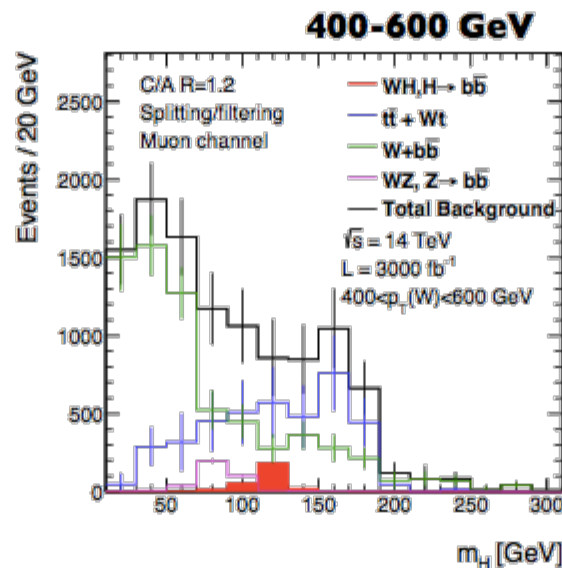 400-600 GeV
Events / 20 GeV
2500
2000
1500
1000
500
0
C/A R=1.2
Splitting/filtering
Muon channel
WH,H→ bb̅
tt̅ + Wt
W+bb̅
WZ, Z→ bb̅
Total Background
√s = 14 TeV
L = 3000 fb⁻¹
400<p_T(W)<600 GeV
50 100 150 200 250 300
m_H [GeV]